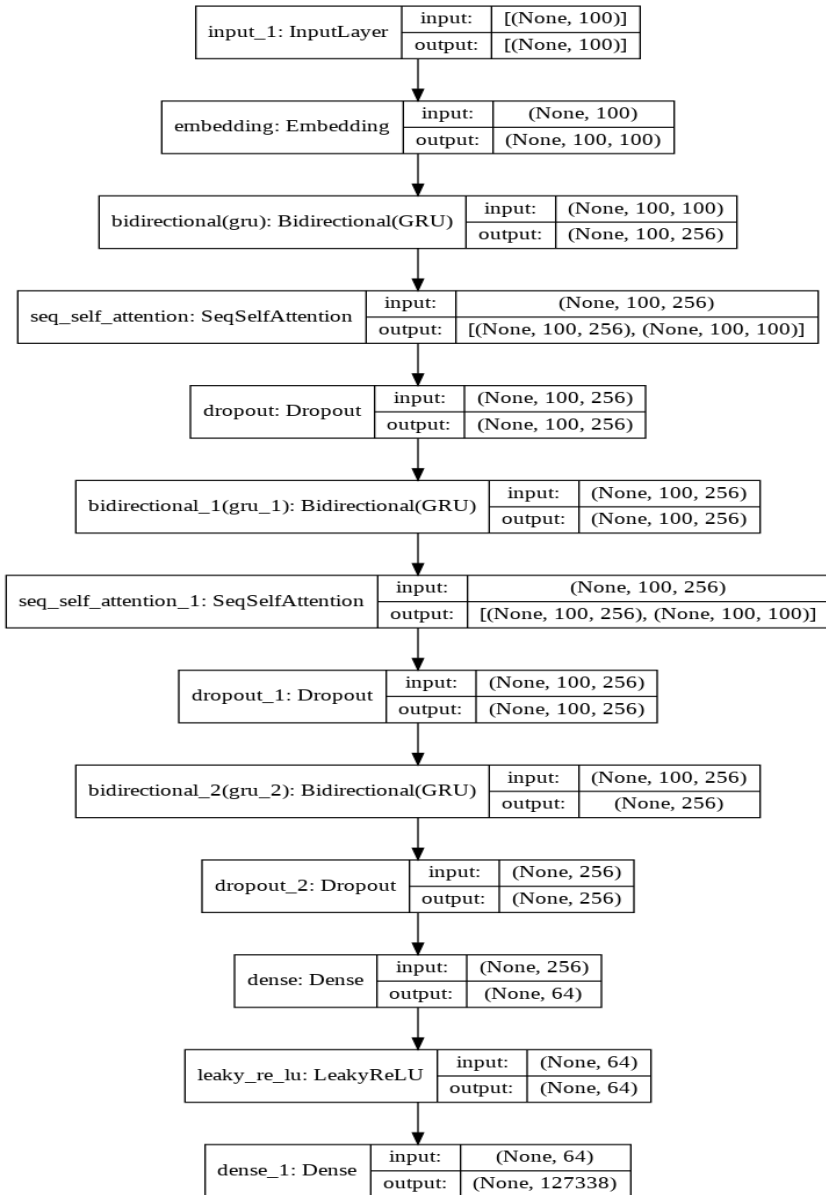 input_1: InputLayer input: [(None, 100)]
output: [(None, 100)]
embedding: Embedding input: (None, 100)
output: (None, 100, 100)
bidirectional(gru): Bidirectional(GRU) input: (None, 100, 100)
output: (None, 100, 256)
seq_self_attention: SeqSelfAttention input: (None, 100, 256)
output: [(None, 100, 256), (None, 100, 100)]
dropout: Dropout input: (None, 100, 256)
output: (None, 100, 256)
bidirectional_1(gru_1): Bidirectional(GRU) input: (None, 100, 256)
output: (None, 100, 256)
seq_self_attention_1: SeqSelfAttention input: (None, 100, 256)
output: [(None, 100, 256), (None, 100, 100)]
dropout_1: Dropout input: (None, 100, 256)
output: (None, 100, 256)
bidirectional_2(gru_2): Bidirectional(GRU) input: (None, 100, 256)
output: (None, 256)
dropout_2: Dropout input: (None, 256)
output: (None, 256)
dense: Dense input: (None, 256)
output: (None, 64)
leaky_re_lu: LeakyReLU input: (None, 64)
output: (None, 64)
dense_1: Dense input: (None, 64)
output: (None, 127338)